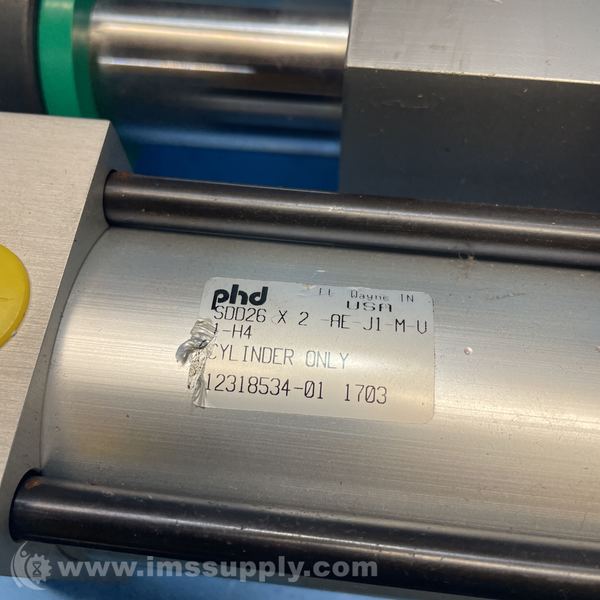 phd Ft Wayne IN
USA
SDD26 X 2 -AE-J1-M-V
1-H4
CYLINDER ONLY
12318534-01 1703
www.imssupply.com